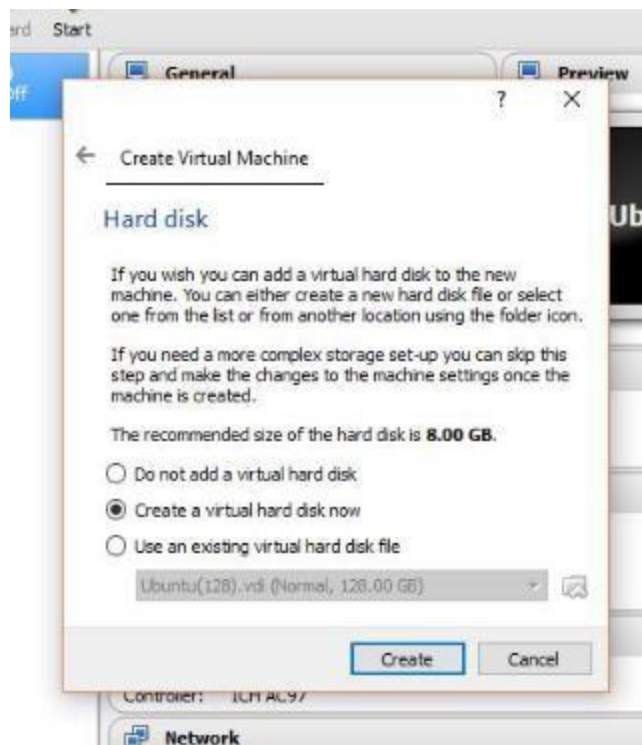 Start
General
Preview
?
Create Virtual Machine
Hard disk
If you wish you can add a virtual hard disk to the new
machine. You can either create a new hard disk file or select
one from the list or from another location using the folder icon.
If you need a more complex storage set-up you can skip this
step and make the changes to the machine settings once the
machine is created.
The recommended size of the hard disk is 8.00 GB.
Do not add a virtual hard disk
Create a virtual hard disk now
Use an existing virtual hard disk file
Ubuntu(128).vdi (Normal, 128.00 GB)
Create
Cancel
Controller: ICH AC97
Network